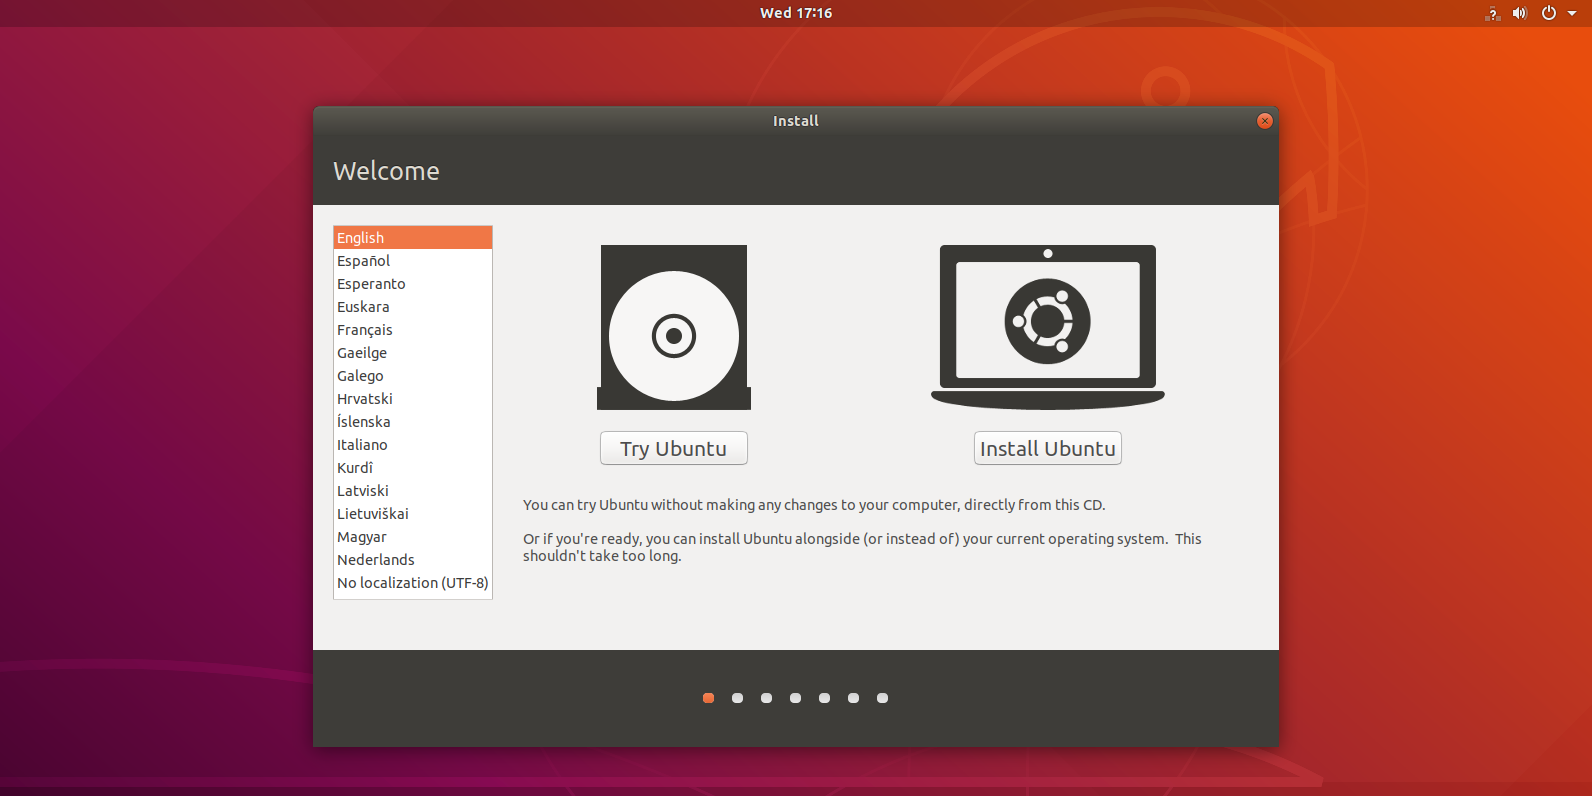 Wed 17:16
Install
Welcome
English
Español
Esperanto
Euskara
Français
Gaeilge
Galego
Hrvatski
Íslenska
Italiano
Kurdî
Latviski
Lietuviškai
Magyar
Nederlands
No localization (UTF-8)
Try Ubuntu
Install Ubuntu
You can try Ubuntu without making any changes to your computer, directly from this CD.
Or if you're ready, you can install Ubuntu alongside (or instead of) your current operating system.  This
shouldn't take too long.